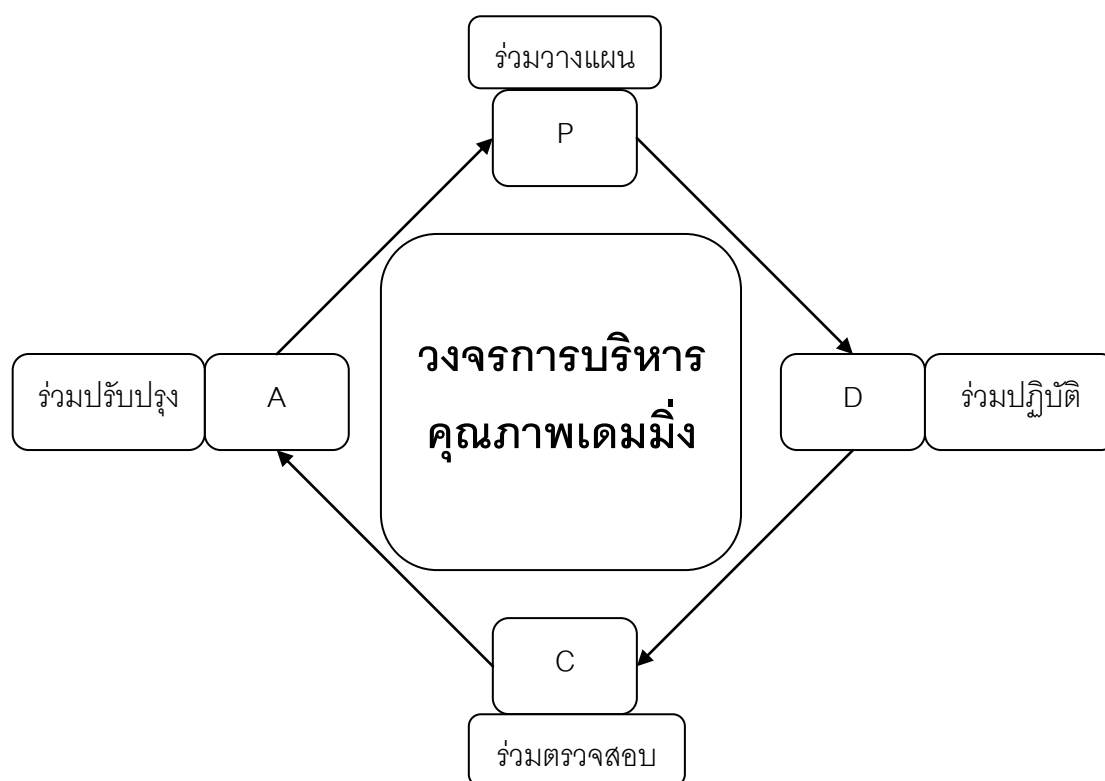 ร่วมวางแผน
P
วงจรการบริหาร
คุณภาพเดมมิ่ง
ร่วมปรับปรุง
A
D
ร่วมปฏิบัติ
C
ร่วมตรวจสอบ